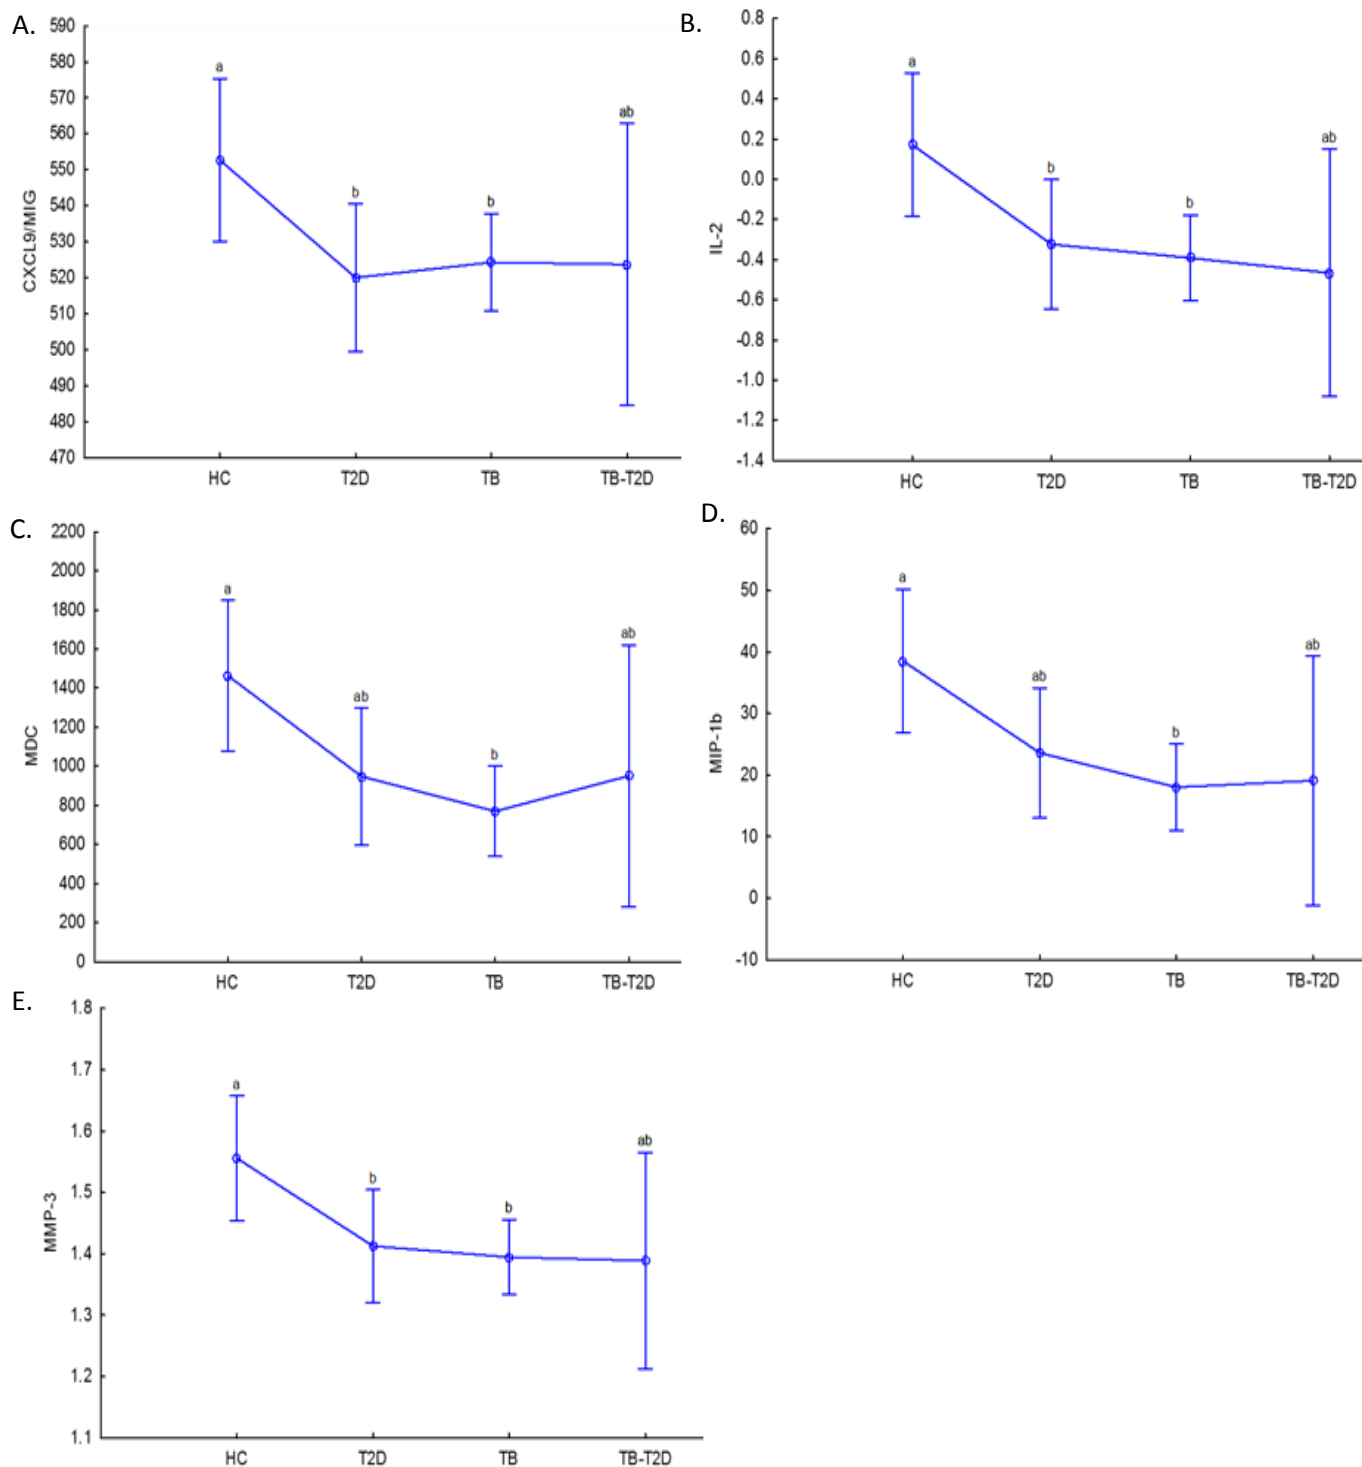 A.
590
580
570
560
550
540
530
520
510
500
490
480
470
CXCL9/MIG
a
b
b
ab
HC T2D TB TB-T2D
B.
0.8
0.6
0.4
0.2
0.0
-0.2
-0.4
-0.6
-0.8
-1.0
-1.2
-1.4
IL-2
a
b
b
ab
HC T2D TB TB-T2D
C.
2200
2000
1800
1600
1400
1200
1000
800
600
400
200
0
MDC
a
ab
b
ab
HC T2D TB TB-T2D
D.
60
50
40
30
20
10
0
-10
MIP-1b
a
ab
b
ab
HC T2D TB TB-T2D
E.
1.8
1.7
1.6
1.5
1.4
1.3
1.2
1.1
MMP-3
a
b
b
ab
HC T2D TB TB-T2D